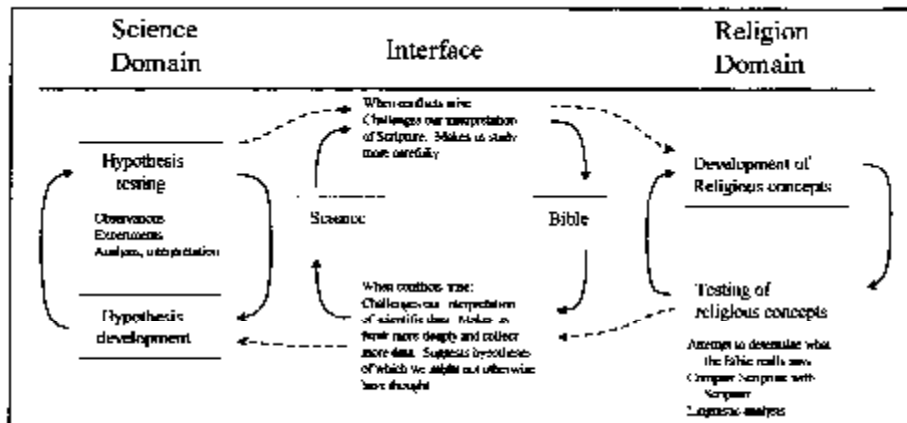 Science
Domain
Interface
Religion
Domain
Hypothesis
testing
Observations
Experiments
Analysis, interpretation
Hypothesis
development
When conflicts arise:
Challenges our interpretation
of Scripture. Makes us study
more carefully
Science
Bible
When conflicts arise:
Challenges our interpretation
of scientific data. Makes us
think more deeply and collect
more data. Suggests hypotheses
of which we might not otherwise
have thought
Development of
Religious concepts
Testing of
religious concepts
Attempt to determine what
the Bible really says
Compare Scripture with
Scripture
Linguistic analysis